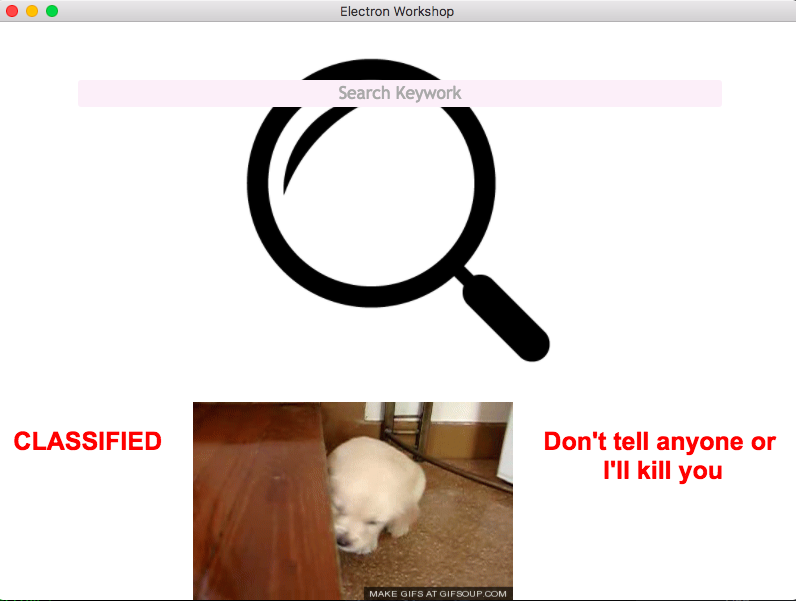 Electron Workshop
Search Keywork
CLASSIFIED
Don't tell anyone or
I'll kill you
MAKE GIFS AT GIFSOUP.COM